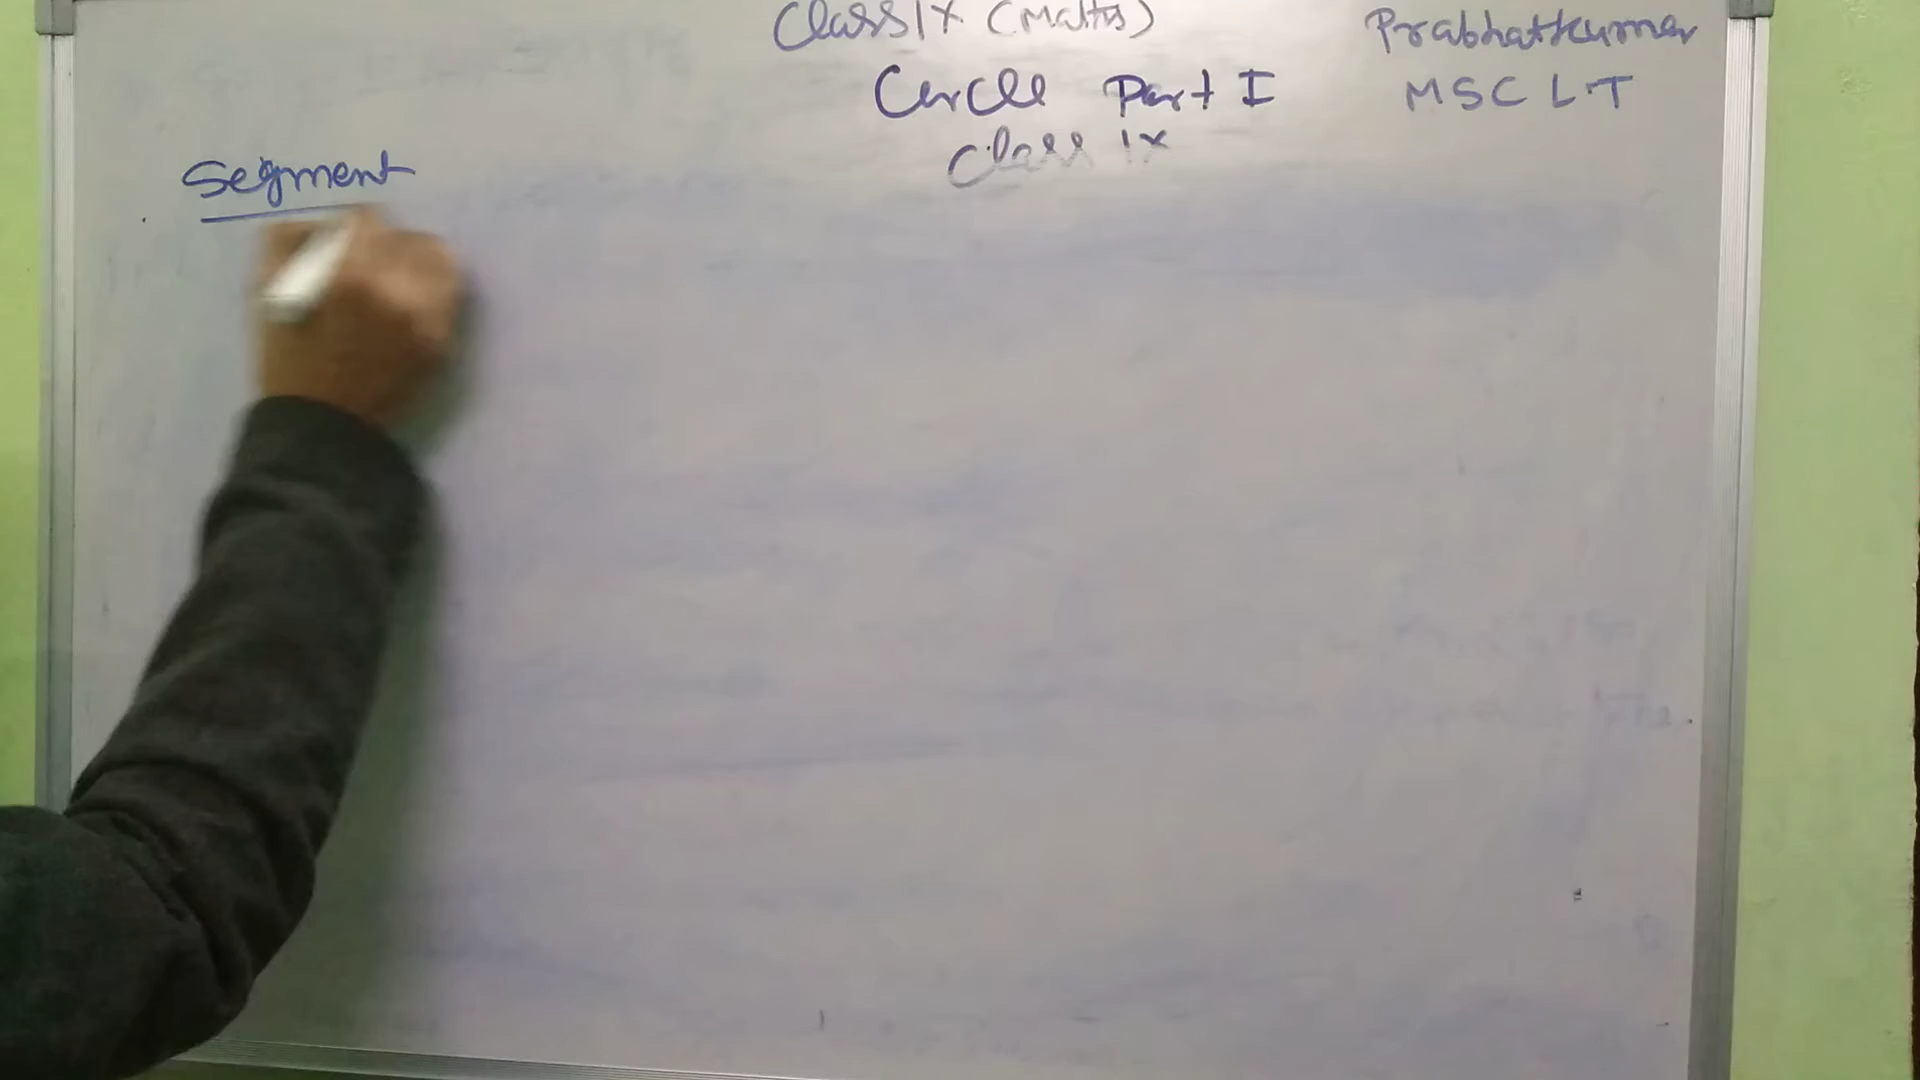 Class IX (Maths)
Prabhatkumar
Circle Part I
MSC L.T
Class IX
Segment